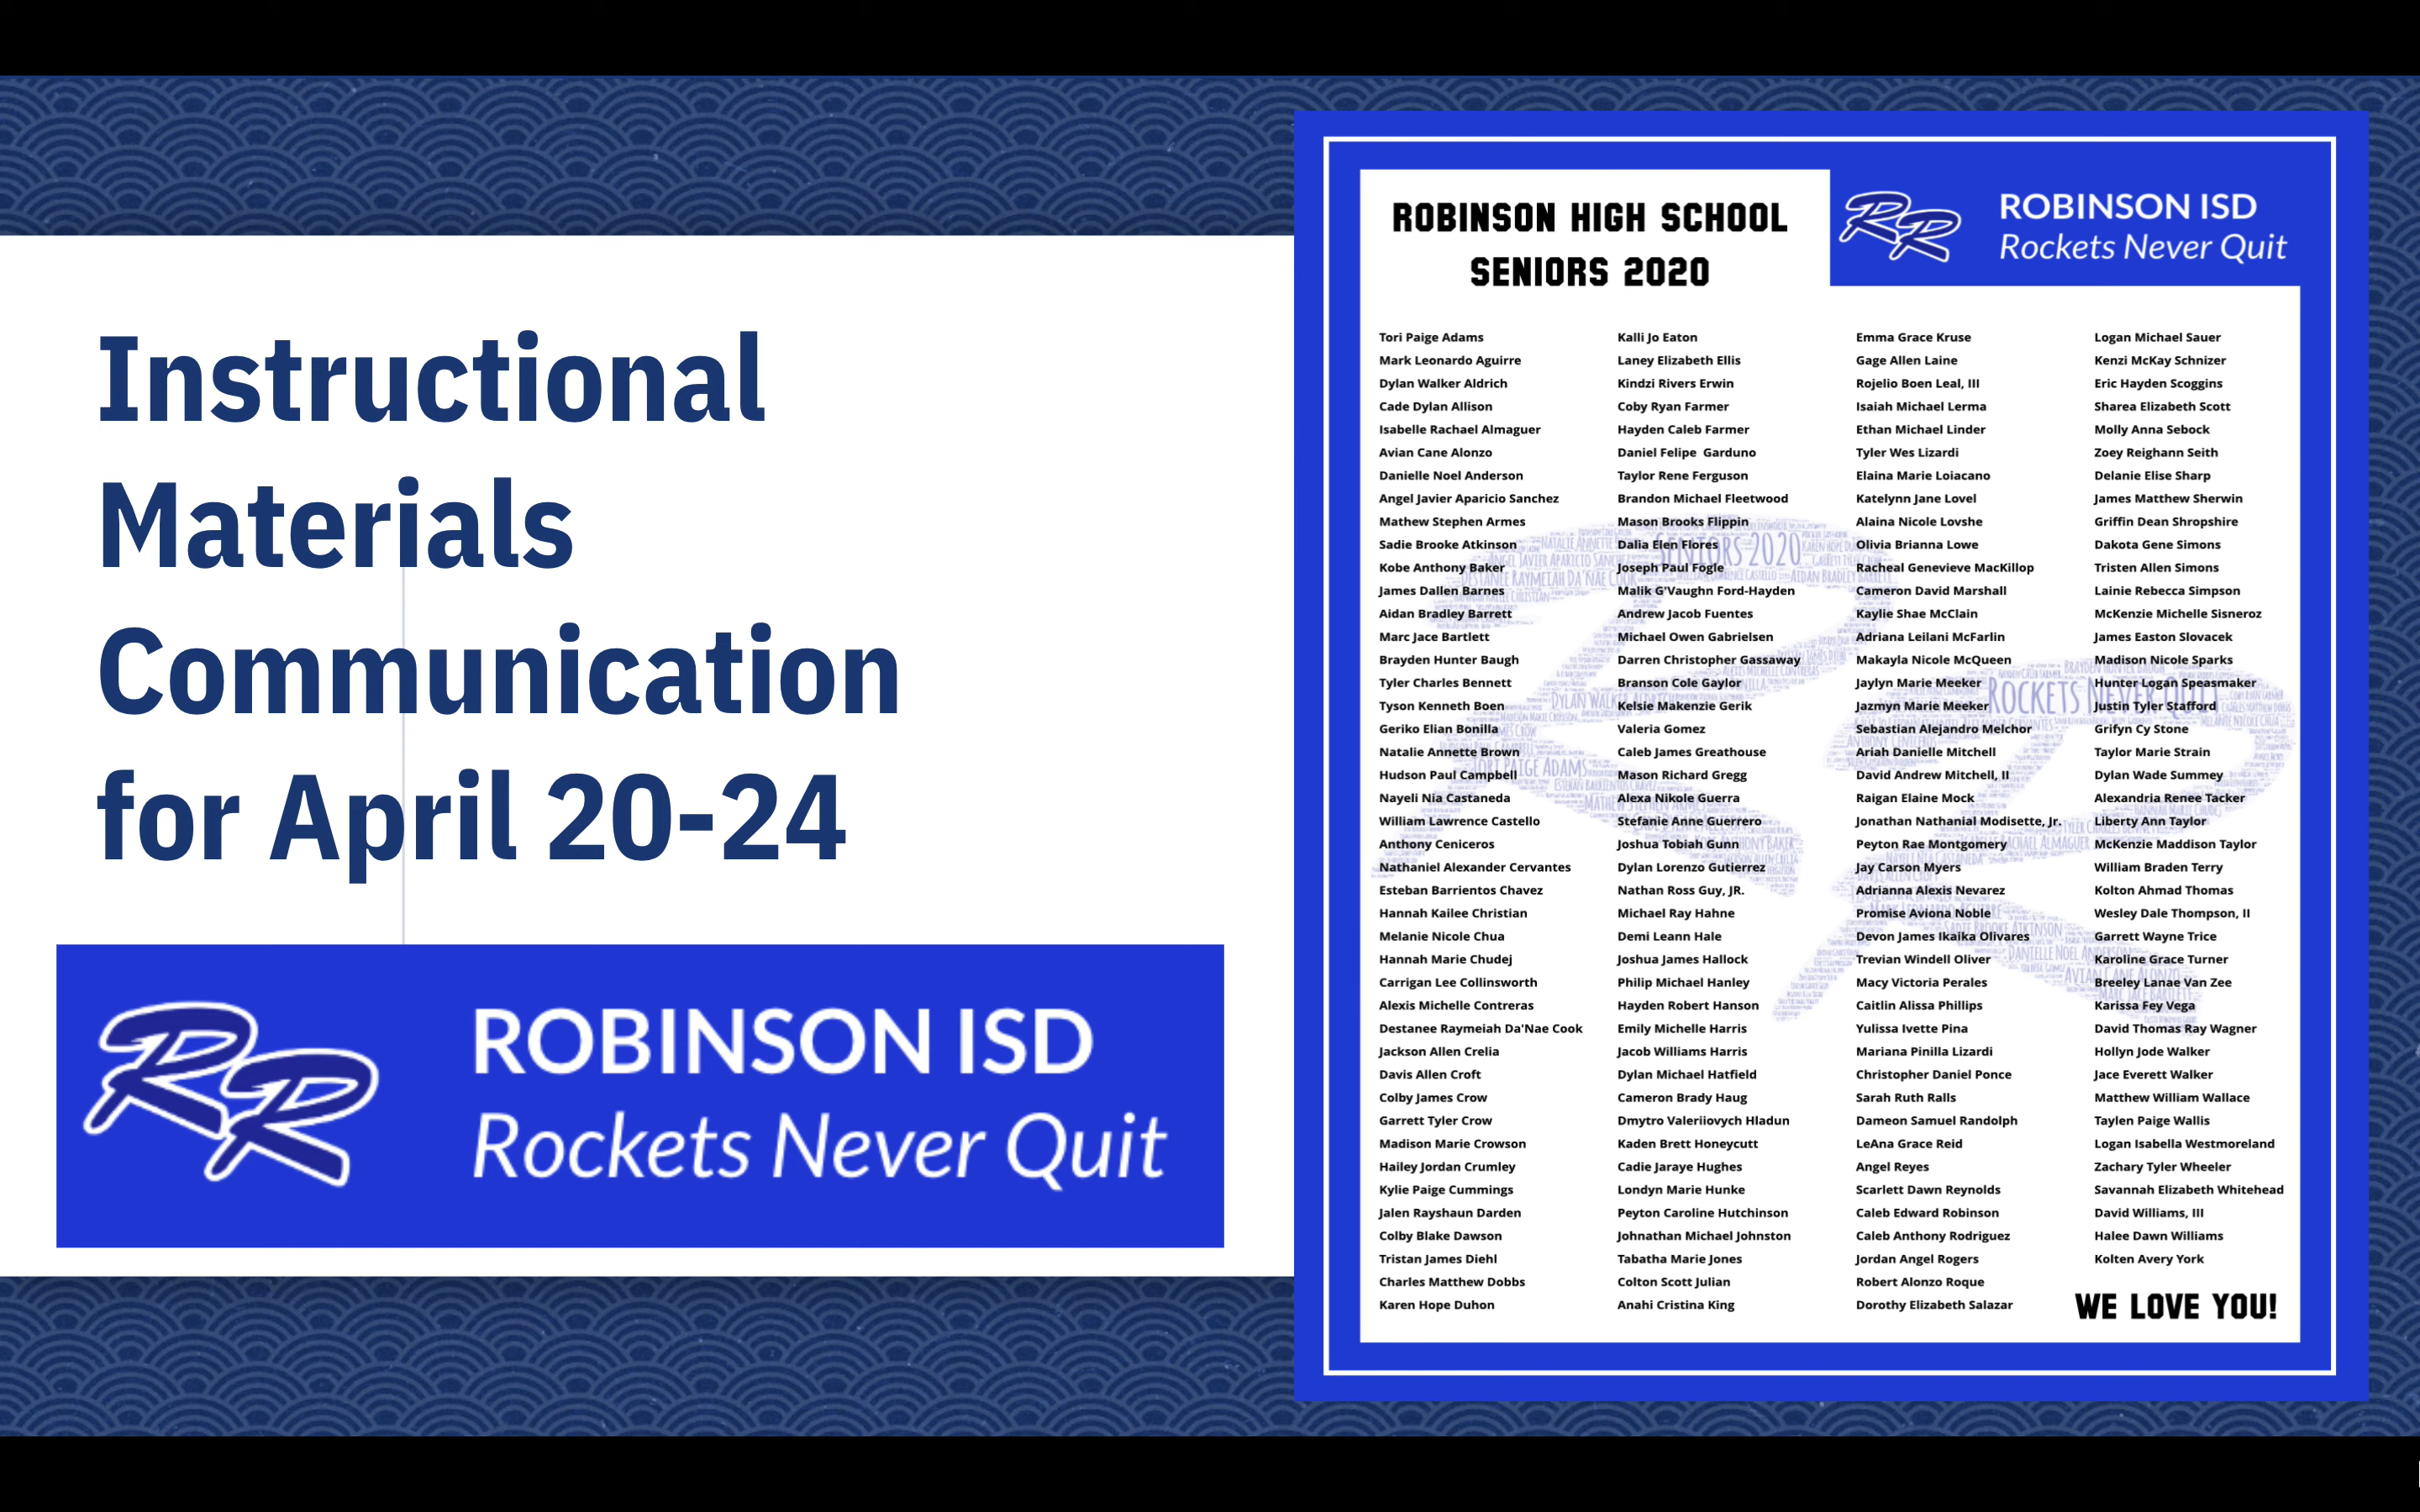 Instructional
Materials
Communication
for April 20-24
RR
ROBINSON ISD
Rockets Never Quit
ROBINSON HIGH SCHOOL
SENIORS 2020
RR
ROBINSON ISD
Rockets Never Quit
Tori Paige Adams
Mark Leonardo Aguirre
Dylan Walker Aldrich
Cade Dylan Allison
Isabelle Rachael Almaguer
Avian Cane Alonzo
Danielle Noel Anderson
Angel Javier Aparicio Sanchez
Mathew Stephen Armes
Sadie Brooke Atkinson
Kobe Anthony Baker
James Dallen Barnes
Aidan Bradley Barrett
Marc Jace Bartlett
Brayden Hunter Baugh
Tyler Charles Bennett
Tyson Kenneth Boen
Geriko Elian Bonilla
Natalie Annette Brown
Hudson Paul Campbell
Nayeli Nia Castaneda
William Lawrence Castello
Anthony Ceniceros
Nathaniel Alexander Cervantes
Esteban Barrientos Chavez
Hannah Kailee Christian
Melanie Nicole Chua
Hannah Marie Chudej
Carrigan Lee Collinsworth
Alexis Michelle Contreras
Destanee Raymeiah Da'Nae Cook
Jackson Allen Crelia
Davis Allen Croft
Colby James Crow
Garrett Tyler Crow
Madison Marie Crowson
Hailey Jordan Crumley
Kylie Paige Cummings
Jalen Rayshaun Darden
Colby Blake Dawson
Tristan James Diehl
Charles Matthew Dobbs
Karen Hope Duhon
Kalli Jo Eaton
Laney Elizabeth Ellis
Kindzi Rivers Erwin
Coby Ryan Farmer
Hayden Caleb Farmer
Daniel Felipe  Garduno
Taylor Rene Ferguson
Brandon Michael Fleetwood
Mason Brooks Flippin
Dalia Elen Flores
Joseph Paul Fogle
Malik G'Vaughn Ford-Hayden
Andrew Jacob Fuentes
Michael Owen Gabrielsen
Darren Christopher Gassaway
Branson Cole Gaylor
Kelsie Makenzie Gerik
Valeria Gomez
Caleb James Greathouse
Mason Richard Gregg
Alexa Nikole Guerra
Stefanie Anne Guerrero
Joshua Tobiah Gunn
Dylan Lorenzo Gutierrez
Nathan Ross Guy, JR.
Michael Ray Hahne
Demi Leann Hale
Joshua James Hallock
Philip Michael Hanley
Hayden Robert Hanson
Emily Michelle Harris
Jacob Williams Harris
Dylan Michael Hatfield
Cameron Brady Haug
Dmytro Valeriiovych Hladun
Kaden Brett Honeycutt
Cadie Jaraye Hughes
Londyn Marie Hunke
Peyton Caroline Hutchinson
Johnathan Michael Johnston
Tabatha Marie Jones
Colton Scott Julian
Anahi Cristina King
Emma Grace Kruse
Gage Allen Laine
Rojelio Boen Leal, III
Isaiah Michael Lerma
Ethan Michael Linder
Tyler Wes Lizardi
Elaina Marie Loiacano
Katelynn Jane Lovel
Alaina Nicole Lovshe
Olivia Brianna Lowe
Racheal Genevieve MacKillop
Cameron David Marshall
Kaylie Shae McClain
Adriana Leilani McFarlin
Makayla Nicole McQueen
Jaylyn Marie Meeker
Jazmyn Marie Meeker
Sebastian Alejandro Melchor
Ariah Danielle Mitchell
David Andrew Mitchell, II
Raigan Elaine Mock
Jonathan Nathanial Modisette, Jr.
Peyton Rae Montgomery
Jay Carson Myers
Adrianna Alexis Nevarez
Promise Aviona Noble
Devon James Ikaika Olivares
Trevian Windell Oliver
Macy Victoria Perales
Caitlin Alissa Phillips
Yulissa Ivette Pina
Mariana Pinilla Lizardi
Christopher Daniel Ponce
Sarah Ruth Ralls
Dameon Samuel Randolph
LeAna Grace Reid
Angel Reyes
Scarlett Dawn Reynolds
Caleb Edward Robinson
Caleb Anthony Rodriguez
Jordan Angel Rogers
Robert Alonzo Roque
Dorothy Elizabeth Salazar
Logan Michael Sauer
Kenzi McKay Schnizer
Eric Hayden Scoggins
Sharea Elizabeth Scott
Molly Anna Sebock
Zoey Reighann Seith
Delanie Elise Sharp
James Matthew Sherwin
Griffin Dean Shropshire
Dakota Gene Simons
Tristen Allen Simons
Lainie Rebecca Simpson
McKenzie Michelle Sisneroz
James Easton Slovacek
Madison Nicole Sparks
Hunter Logan Speasmaker
Justin Tyler Stafford
Grifyn Cy Stone
Taylor Marie Strain
Dylan Wade Summey
Alexandria Renee Tacker
Liberty Ann Taylor
McKenzie Maddison Taylor
William Braden Terry
Kolton Ahmad Thomas
Wesley Dale Thompson, II
Garrett Wayne Trice
Karoline Grace Turner
Breeley Lanae Van Zee
Karissa Fey Vega
David Thomas Ray Wagner
Hollyn Jode Walker
Jace Everett Walker
Matthew William Wallace
Taylen Paige Wallis
Logan Isabella Westmoreland
Zachary Tyler Wheeler
Savannah Elizabeth Whitehead
David Williams, III
Halee Dawn Williams
Kolten Avery York
WE LOVE YOU!
SENIORS 2020
ROCKETS NEVER QUIT